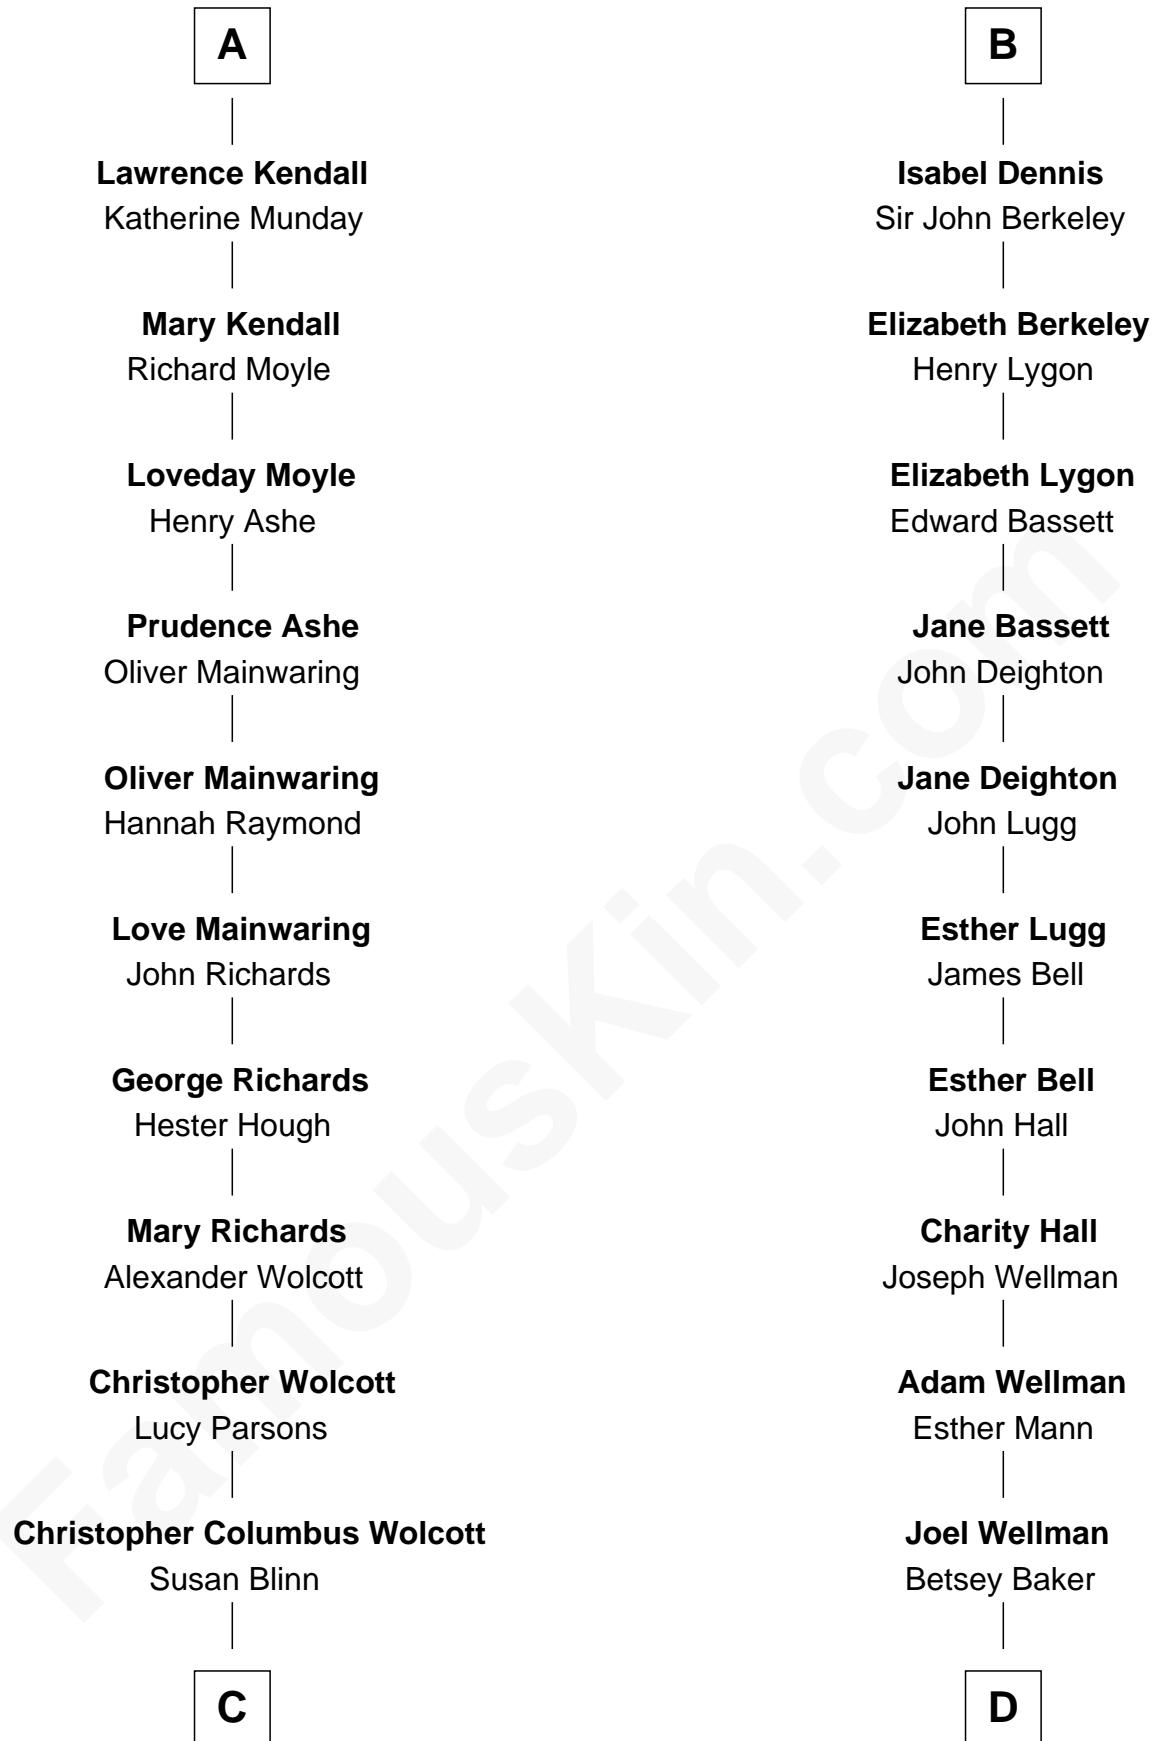 A
Lawrence Kendall
Katherine Munday
Mary Kendall
Richard Moyle
Loveday Moyle
Henry Ashe
Prudence Ashe
Oliver Mainwaring
Oliver Mainwaring
Hannah Raymond
Love Mainwaring
John Richards
George Richards
Hester Hough
Mary Richards
Alexander Wolcott
Christopher Wolcott
Lucy Parsons
Christopher Columbus Wolcott
Susan Blinn
C
B
Isabel Dennis
Sir John Berkeley
Elizabeth Berkeley
Henry Lygon
Elizabeth Lygon
Edward Bassett
Jane Bassett
John Deighton
Jane Deighton
John Lugg
Esther Lugg
James Bell
Esther Bell
John Hall
Charity Hall
Joseph Wellman
Adam Wellman
Esther Mann
Joel Wellman
Betsey Baker
D
FamousKin.com